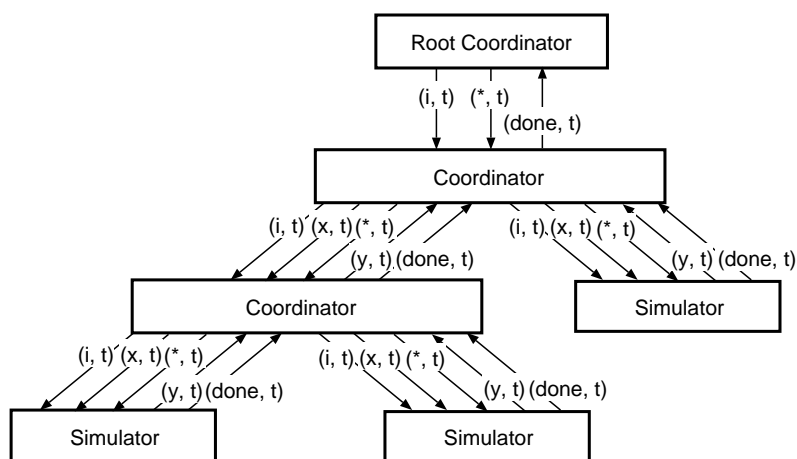 Root Coordinator
(i, t) (*, t)
(done, t)
Coordinator
(i, t) (x, t) (*, t) (i, t) (x, t) (*, t)
(y, t) (done, t) (y, t) (done, t)
Coordinator Simulator
(i, t) (x, t) (*, t) (i, t) (x, t) (*, t)
(y, t) (done, t) (y, t) (done, t)
Simulator Simulator